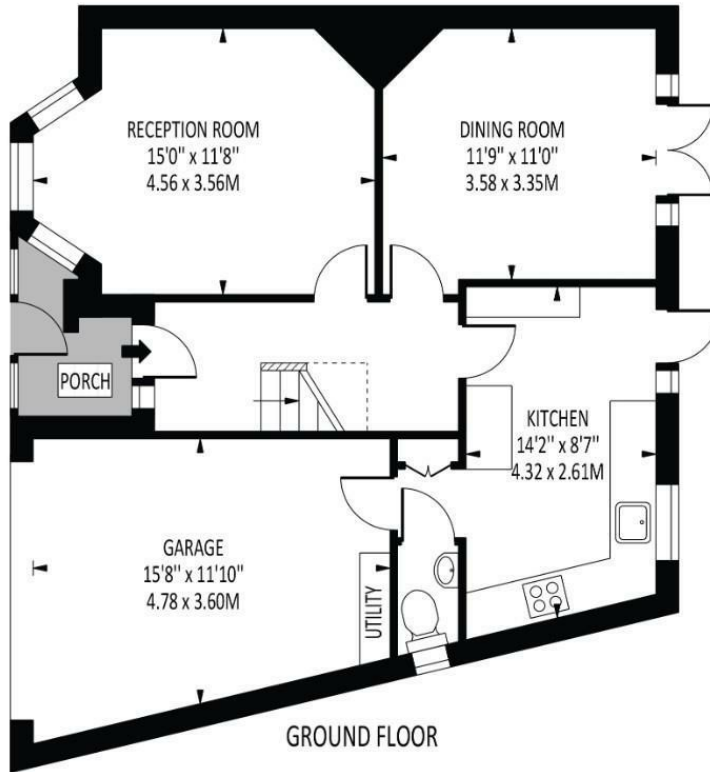 RECEPTION ROOM
15'0" x 11'8"
4.56 x 3.56M
DINING ROOM
11'9" x 11'0"
3.58 x 3.35M
PORCH
KITCHEN
14'2" x 8'7"
4.32 x 2.61M
GARAGE
15'8" x 11'10"
4.78 x 3.60M
UTILITY
GROUND FLOOR